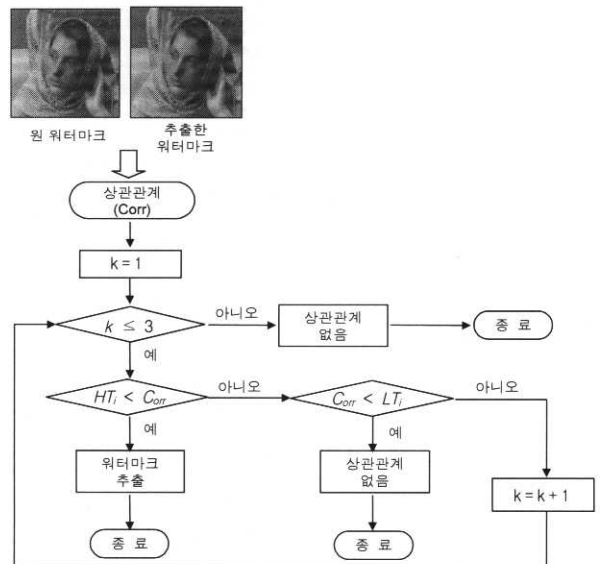 원 워터마크
추출한
워터마크
상관관계
(Corr)
k = 1
k ≤ 3
아니오
상관관계
없음
종 료
예
HTi < Corr
아니오
Corr < LTi
아니오
예
예
워터마크
추출
상관관계
없음
k = k + 1
종 료
종 료